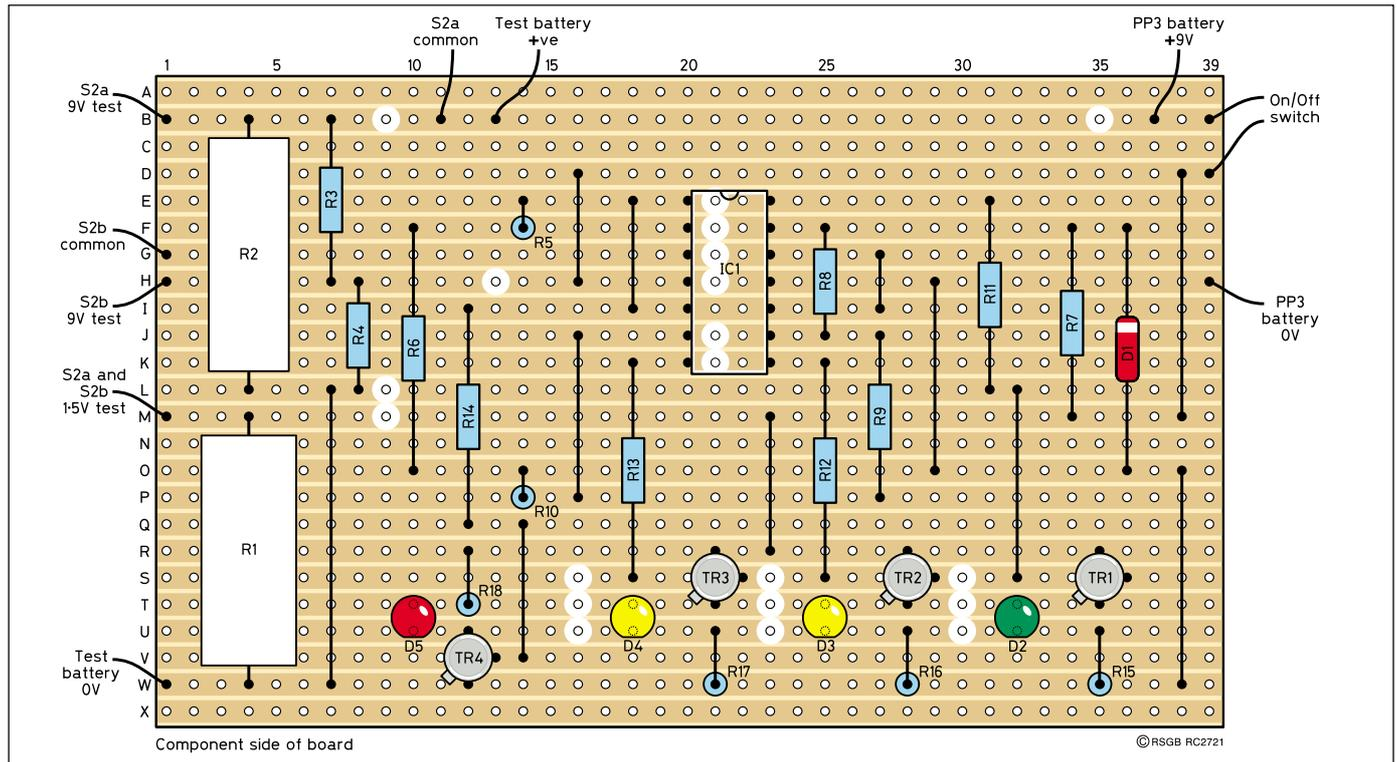 S2a
common
Test battery
+ve
PP3 battery
+9V
1 5 10 15 20 25 30 35 39
S2a
9V test
On/Off
switch
S2b
common
S2b
9V test
PP3
battery
0V
S2a and
S2b
1·5V test
Test
battery
0V
A
B
C
D
E
F
G
H
I
J
K
L
M
N
O
P
Q
R
S
T
U
V
W
X
R2
R3
R5
IC1
R8
R11
R4
R6
R7
D1
R14
R9
R13
R12
R10
R1
R18
TR3
TR2
TR1
D5
D4
D3
D2
TR4
R17
R16
R15
Component side of board
©RSGB RC2721